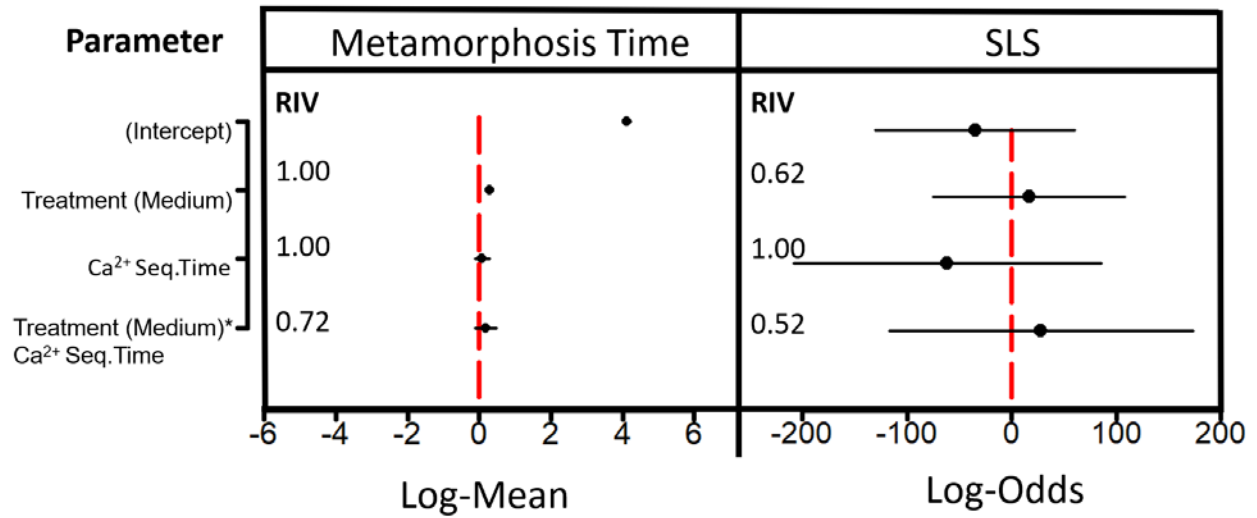 Parameter
Metamorphosis Time
SLS
RIV
RIV
(Intercept)
1.00
0.62
Treatment (Medium)
1.00
1.00
Ca²⁺ Seq.Time
0.72
0.52
Treatment (Medium)*
Ca²⁺ Seq.Time
-6 -4 -2 0 2 4 6
-200 -100 0 100 200
Log-Mean
Log-Odds